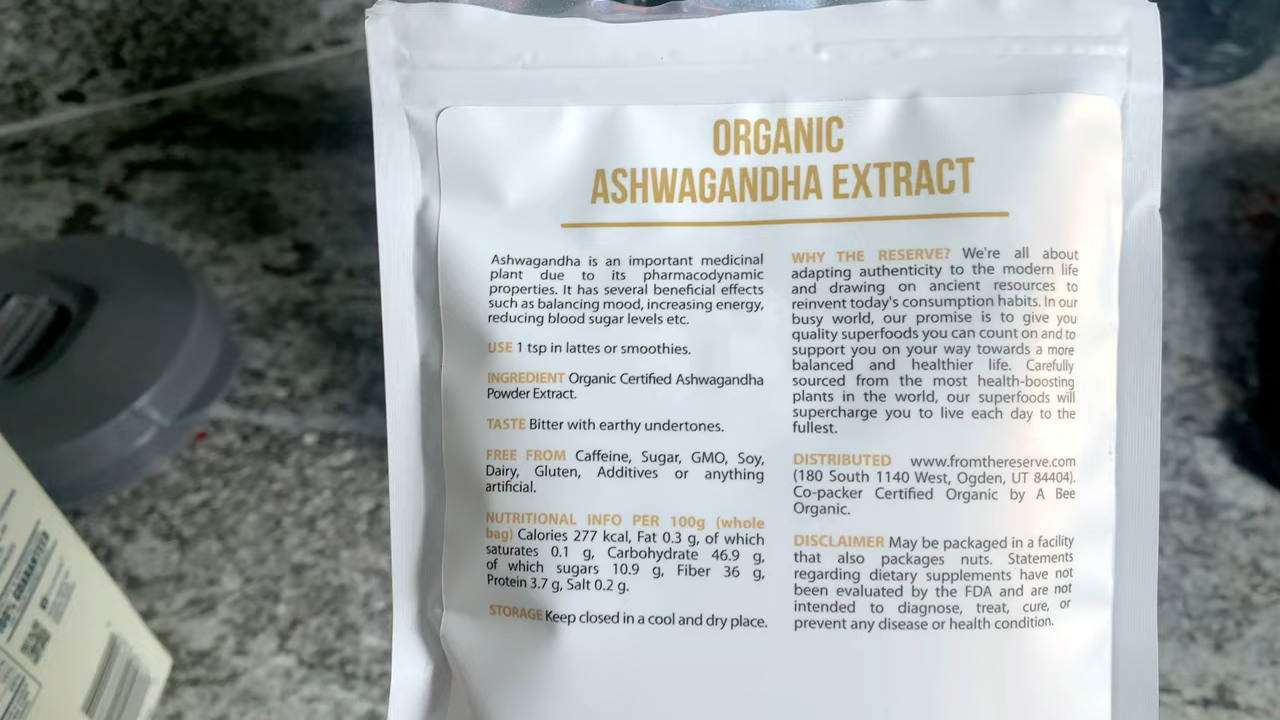 ORGANIC
ASHWAGANDHA EXTRACT
Ashwagandha is an important medicinal
plant due to its pharmacodynamic
properties. It has several beneficial effects
such as balancing mood, increasing energy,
reducing blood sugar levels etc.
USE 1 tsp in lattes or smoothies.
INGREDIENT Organic Certified Ashwagandha
Powder Extract.
TASTE Bitter with earthy undertones.
FREE FROM Caffeine, Sugar, GMO, Soy,
Dairy, Gluten, Additives or anything
artificial.
NUTRITIONAL INFO PER 100g (whole
bag) Calories 277 kcal, Fat 0.3 g, of which
saturates 0.1 g, Carbohydrate 46.9 g,
of which sugars 10.9 g, Fiber 36 g,
Protein 3.7 g, Salt 0.2 g.
STORAGE Keep closed in a cool and dry place.
WHY THE RESERVE? We're all about
adapting authenticity to the modern life
and drawing on ancient resources to
reinvent today's consumption habits. In our
busy world, our promise is to give you
quality superfoods you can count on and to
support you on your way towards a more
balanced and healthier life. Carefully
sourced from the most health-boosting
plants in the world, our superfoods will
supercharge you to live each day to the
fullest.
DISTRIBUTED www.fromthereserve.com
(180 South 1140 West, Ogden, UT 84404).
Co-packer Certified Organic by A Bee
Organic.
DISCLAIMER May be packaged in a facility
that also packages nuts. Statements
regarding dietary supplements have not
been evaluated by the FDA and are not
intended to diagnose, treat, cure, or
prevent any disease or health condition.